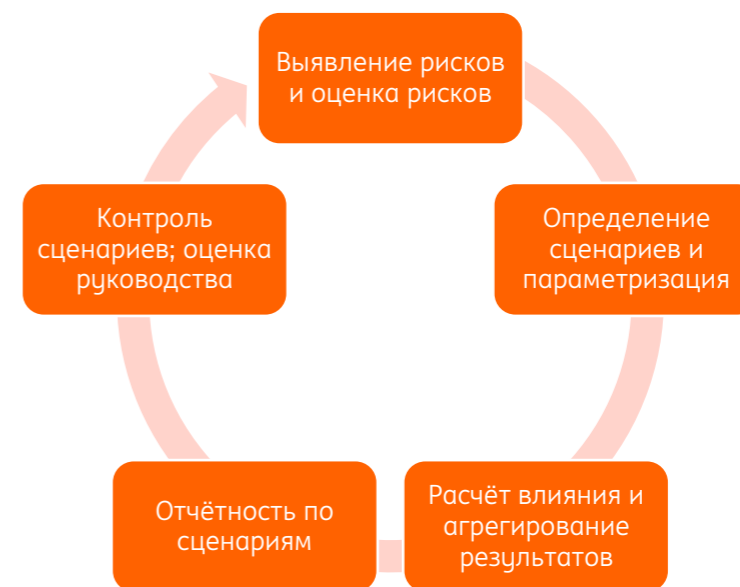 Выявление рисков
и оценка рисков
Определение
сценариев и
параметризация
Расчёт влияния и
агрегирование
результатов
Отчётность по
сценариям
Контроль
сценариев; оценка
руководства